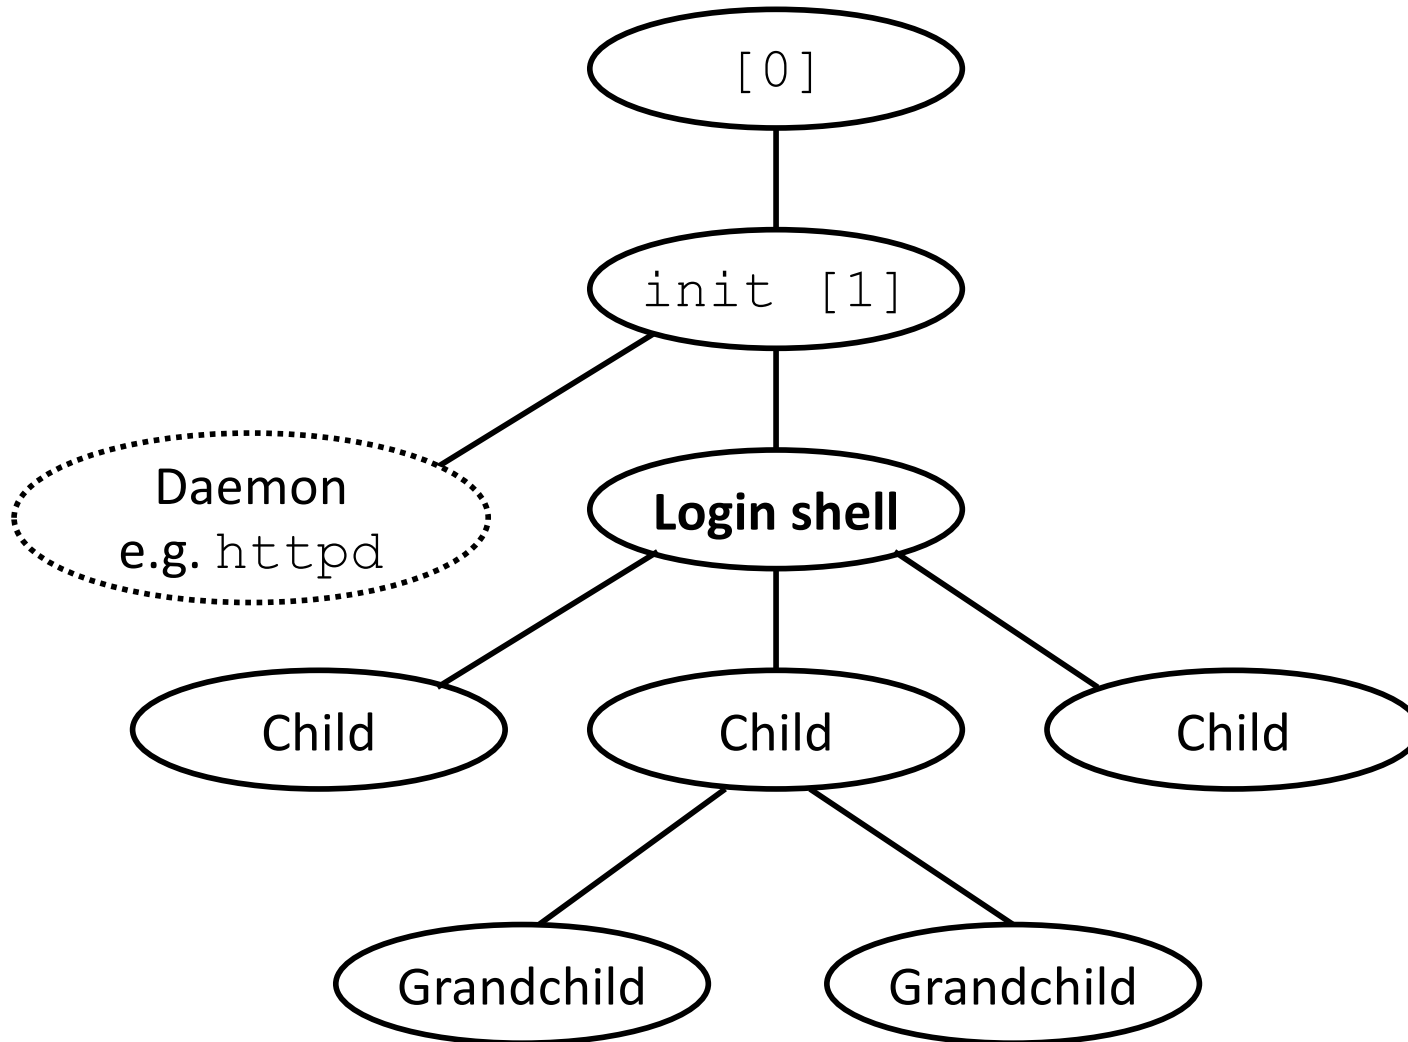 [0]
init [1]
Daemon
e.g. httpd
Login shell
Child
Child
Child
Grandchild
Grandchild